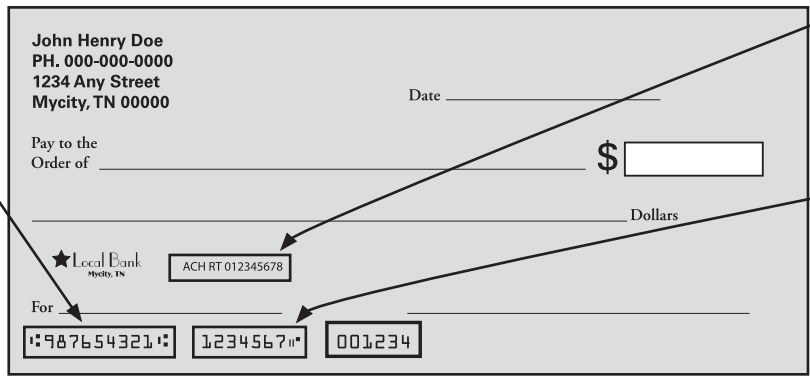 John Henry Doe
PH. 000-000-0000
1234 Any Street
Mycity, TN 00000
Date
Pay to the
Order of
$
Dollars
Local Bank
Mycity, TN
ACH RT 012345678
For
⑆987654321⑆ 1234567⑈ 001234